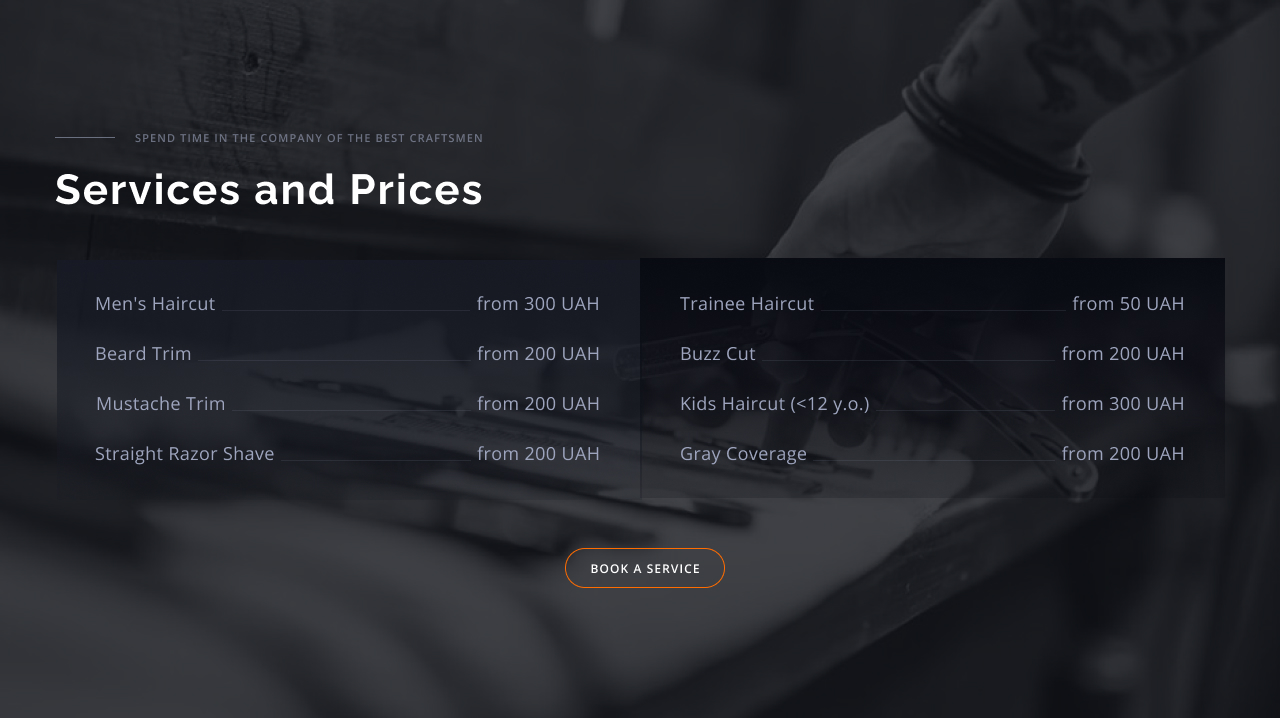 SPEND TIME IN THE COMPANY OF THE BEST CRAFTSMEN
Services and Prices
Men's Haircut from 300 UAH
Beard Trim from 200 UAH
Mustache Trim from 200 UAH
Straight Razor Shave from 200 UAH
Trainee Haircut from 50 UAH
Buzz Cut from 200 UAH
Kids Haircut (<12 y.o.) from 300 UAH
Gray Coverage from 200 UAH
BOOK A SERVICE